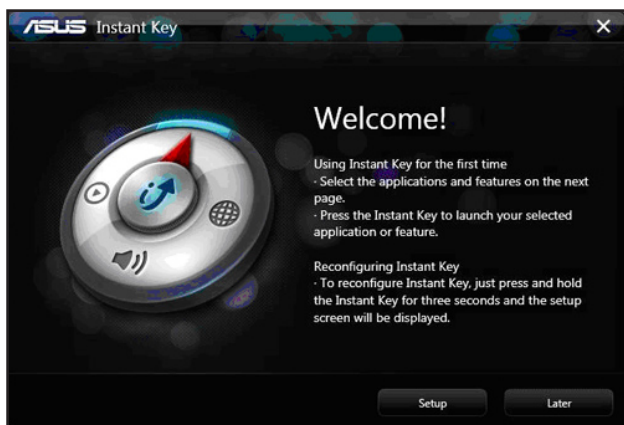 ASUS Instant Key
Welcome!
Using Instant Key for the first time
· Select the applications and features on the next
page.
· Press the Instant Key to launch your selected
application or feature.
Reconfiguring Instant Key
· To reconfigure Instant Key, just press and hold
the Instant Key for three seconds and the setup
screen will be displayed.
Setup Later